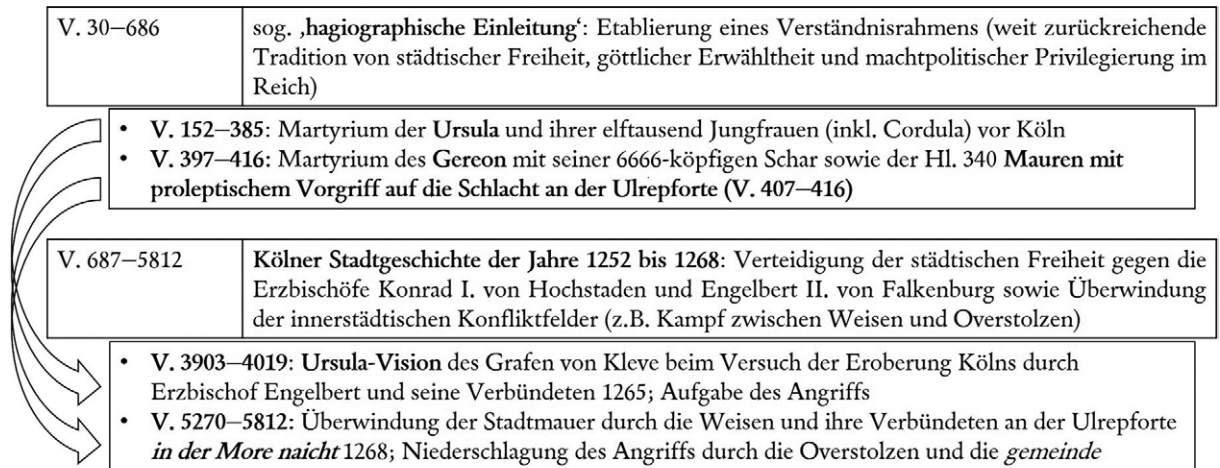 V. 30–686
sog. ‚hagiographische Einleitung‘: Etablierung eines Verständnisrahmens (weit zurückreichende
Tradition von städtischer Freiheit, göttlicher Erwähltheit und machtpolitischer Privilegierung im
Reich)
• V. 152–385: Martyrium der Ursula und ihrer elftausend Jungfrauen (inkl. Cordula) vor Köln
• V. 397–416: Martyrium des Gereon mit seiner 6666-köpfigen Schar sowie der Hl. 340 Mauren mit
proleptischem Vorgriff auf die Schlacht an der Ulrepforte (V. 407–416)
V. 687–5812
Kölner Stadtgeschichte der Jahre 1252 bis 1268: Verteidigung der städtischen Freiheit gegen die
Erzbischöfe Konrad I. von Hochstaden und Engelbert II. von Falkenburg sowie Überwindung
der innerstädtischen Konfliktfelder (z.B. Kampf zwischen Weisen und Overstolzen)
• V. 3903–4019: Ursula-Vision des Grafen von Kleve beim Versuch der Eroberung Kölns durch
Erzbischof Engelbert und seine Verbündeten 1265; Aufgabe des Angriffs
• V. 5270–5812: Überwindung der Stadtmauer durch die Weisen und ihre Verbündeten an der Ulrepforte
in der More naicht 1268; Niederschlagung des Angriffs durch die Overstolzen und die gemeinde